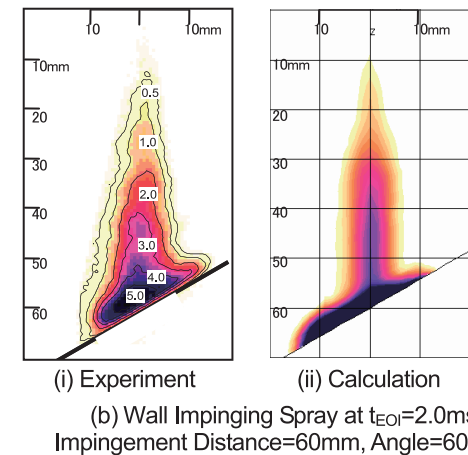 10 10mm
10mm
20
30
40
50
60
0.5
1.0
2.0
3.0
4.0
5.0
10 z 10mm
10mm
20
30
40
50
60
(i) Experiment (ii) Calculation
(b) Wall Impinging Spray at tEOI=2.0ms
Impingement Distance=60mm, Angle=60